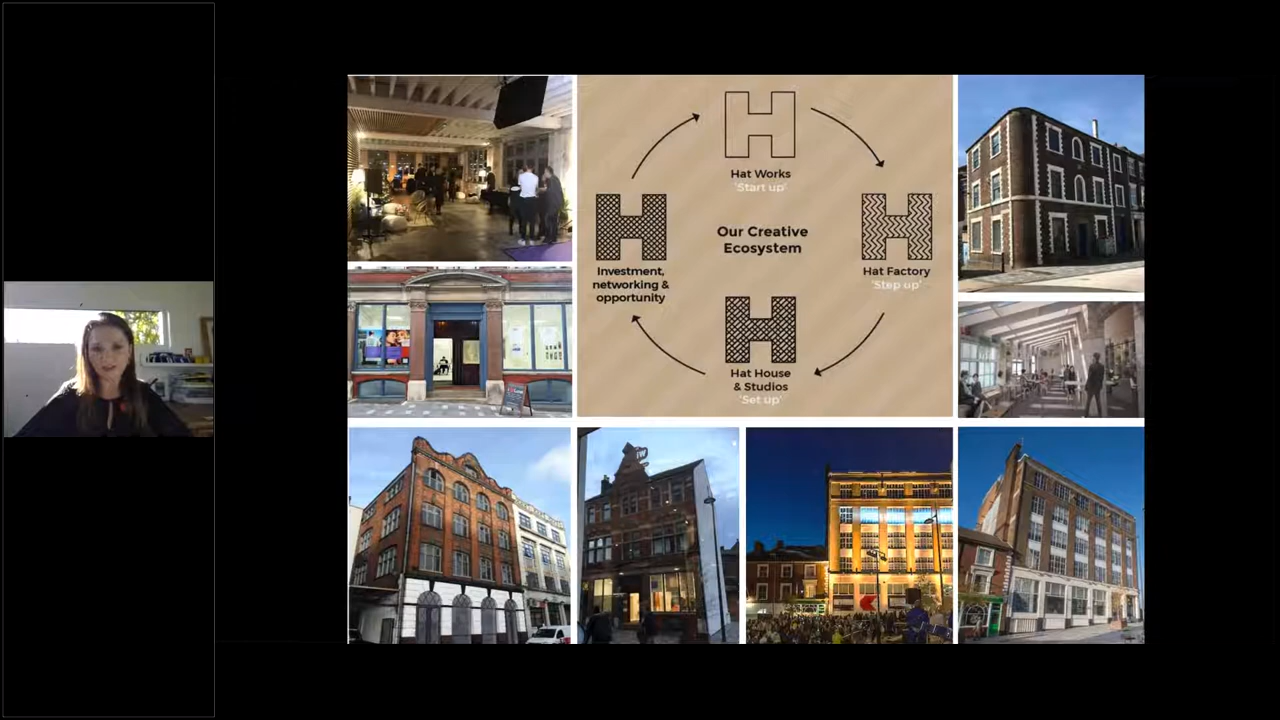 Hat Works
'Start up'
Our Creative
Ecosystem
Investment,
networking &
opportunity
Hat Factory
'Step up'
Hat House
& Studios
'Set up'